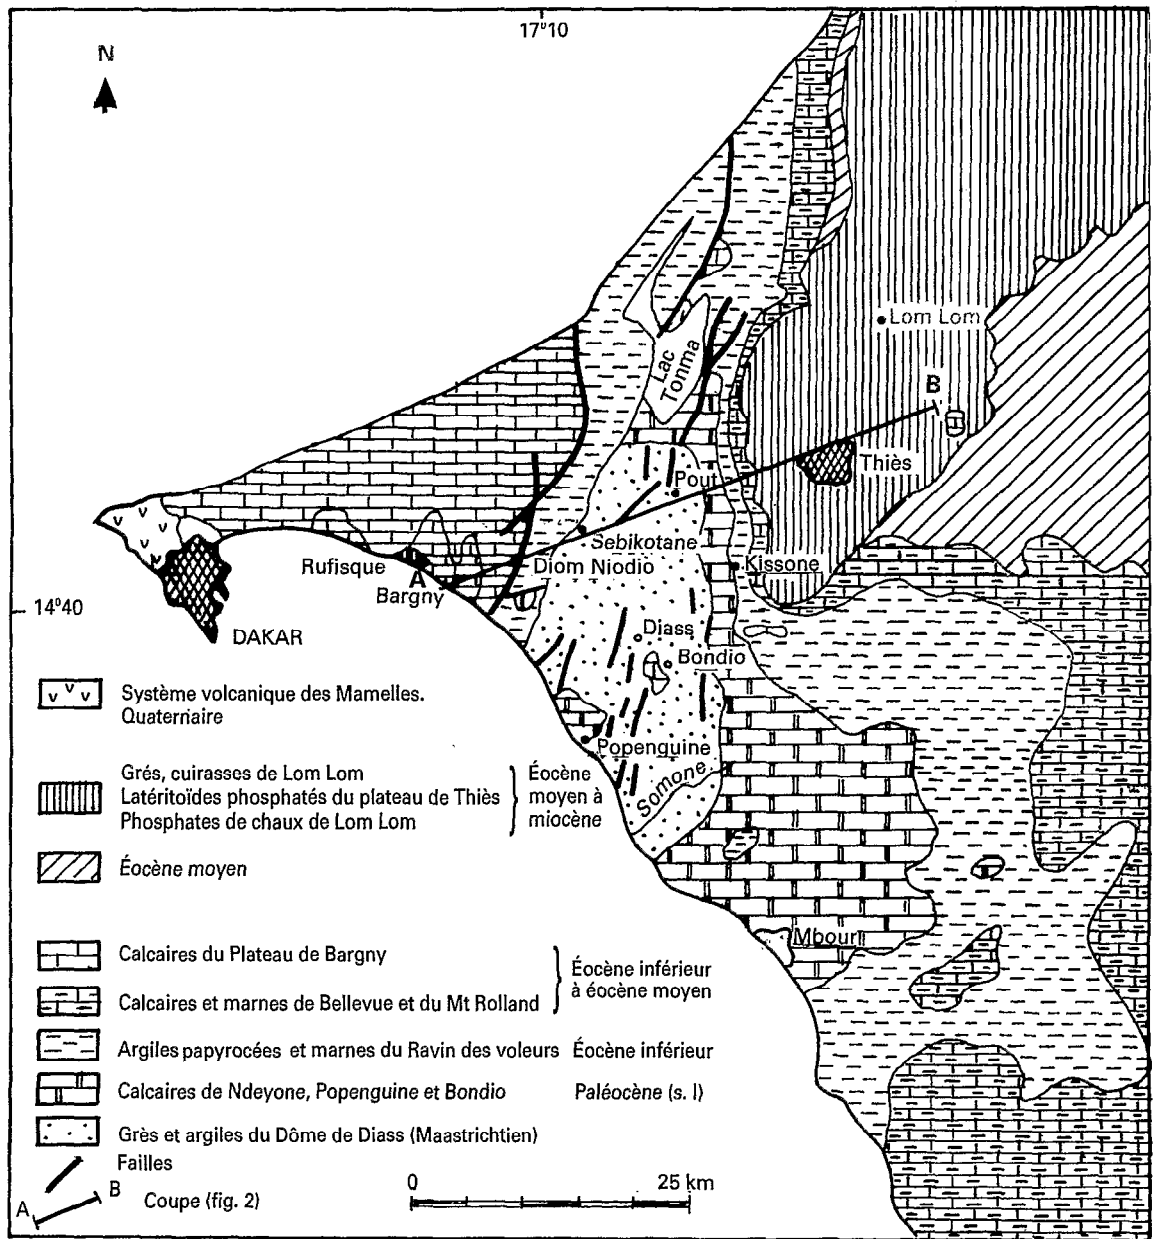 17°10
N
Lom Lom
Lac
Tonma
B
Thiès
Pout
Sebikotane
Rufisque
A
Diom Niodio
Kissone
Bargny
14°40
DAKAR
Diass
Bondio
Popenguine
Somone
Mbour
v v v
Système volcanique des Mamelles.
Quaternaire
Grés, cuirasses de Lom Lom
Latéritoïdes phosphatés du plateau de Thiès
Phosphates de chaux de Lom Lom
Éocène
moyen à
miocène
Éocène moyen
Calcaires du Plateau de Bargny
Calcaires et marnes de Bellevue et du Mt Rolland
Éocène inférieur
à éocène moyen
Argiles papyrocées et marnes du Ravin des voleurs Éocène inférieur
Calcaires de Ndeyone, Popenguine et Bondio Paléocène (s. l)
Grès et argiles du Dôme de Diass (Maastrichtien)
Failles
A B Coupe (fig. 2)
0 25 km